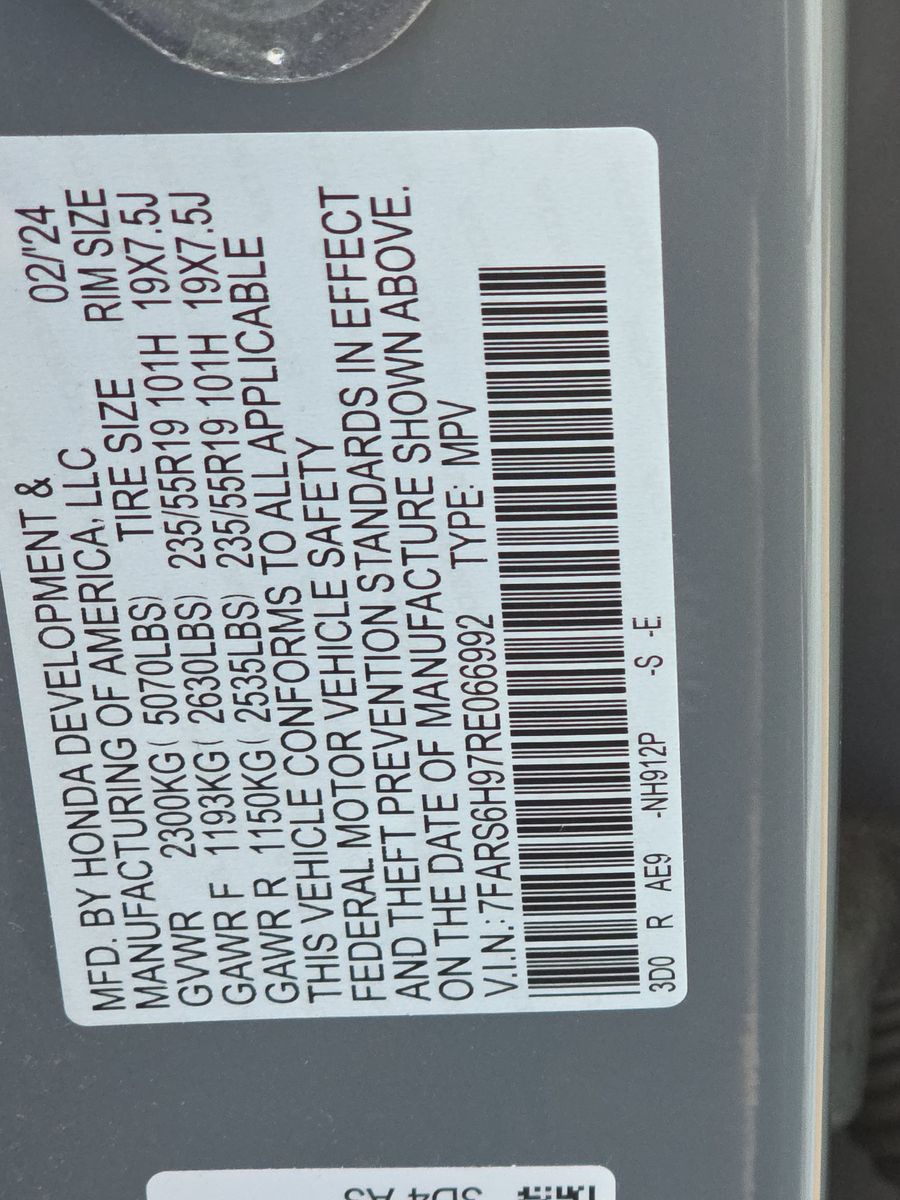 MFD. BY HONDA DEVELOPMENT & 02/'24
MANUFACTURING OF AMERICA, LLC
TIRE SIZE RIM SIZE
GVWR 2300KG( 5070LBS)
GAWR F 1193KG( 2630LBS) 235/55R19 101H 19X7.5J
GAWR R 1150KG( 2535LBS) 235/55R19 101H 19X7.5J
THIS VEHICLE CONFORMS TO ALL APPLICABLE
FEDERAL MOTOR VEHICLE SAFETY
AND THEFT PREVENTION STANDARDS IN EFFECT
ON THE DATE OF MANUFACTURE SHOWN ABOVE.
V.I.N.:7FARS6H97RE066992 TYPE: MPV
3D0 R AE9 -NH912P -S -E